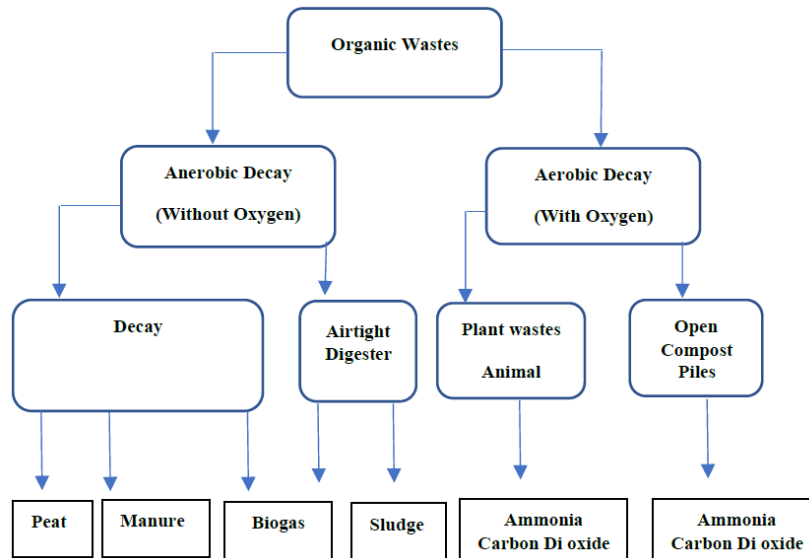 Organic Wastes
Anerobic Decay
(Without Oxygen)
Aerobic Decay
(With Oxygen)
Decay
Airtight
Digester
Plant wastes
Animal
Open
Compost
Piles
Peat
Manure
Biogas
Sludge
Ammonia
Carbon Di oxide
Ammonia
Carbon Di oxide